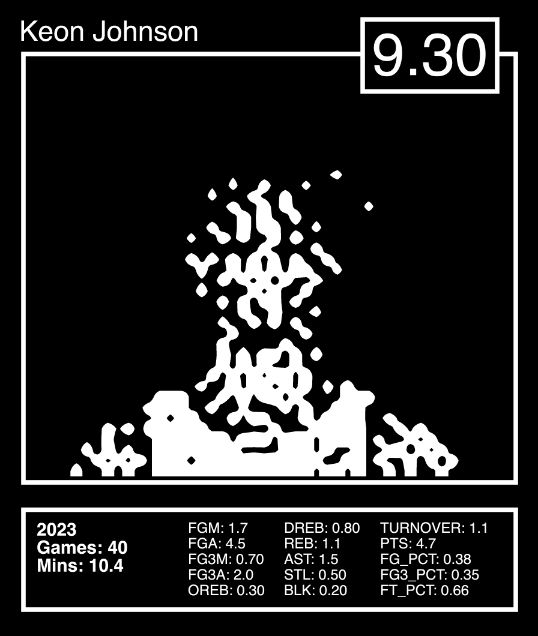 Keon Johnson
9.30
2023
Games: 40
Mins: 10.4
FGM: 1.7
FGA: 4.5
FG3M: 0.70
FG3A: 2.0
OREB: 0.30
DREB: 0.80
REB: 1.1
AST: 1.5
STL: 0.50
BLK: 0.20
TURNOVER: 1.1
PTS: 4.7
FG_PCT: 0.38
FG3_PCT: 0.35
FT_PCT: 0.66